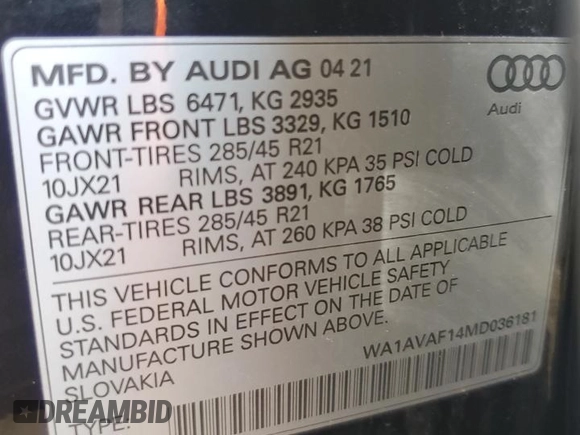 MFD. BY AUDI AG 04 21
GVWR LBS 6471, KG 2935
GAWR FRONT LBS 3329, KG 1510
FRONT-TIRES 285/45 R21
10JX21 RIMS, AT 240 KPA 35 PSI COLD
GAWR REAR LBS 3891, KG 1765
REAR-TIRES 285/45 R21
10JX21 RIMS, AT 260 KPA 38 PSI COLD
THIS VEHICLE CONFORMS TO ALL APPLICABLE
U.S. FEDERAL MOTOR VEHICLE SAFETY
STANDARDS IN EFFECT ON THE DATE OF
MANUFACTURE SHOWN ABOVE.
SLOVAKIA WA1AVAF14MD036181
TYPE:
Audi
DREAMBID